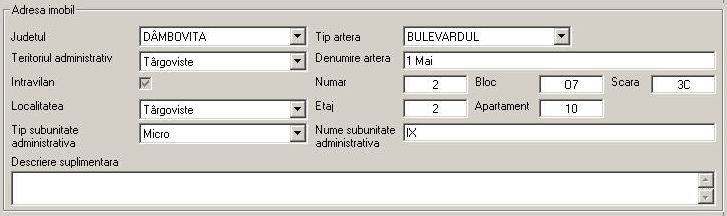 Adresa imobil
Judetul DÂMBOVITA Tip artera BULEVARDUL
Teritoriul administrativ Târgoviste Denumire artera 1 Mai
Intravilan Numar 2 Bloc O7 Scara 3C
Localitatea Târgoviste Etaj 2 Apartament 10
Tip subunitate administrativa Micro Nume subunitate administrativa IX
Descriere suplimentara